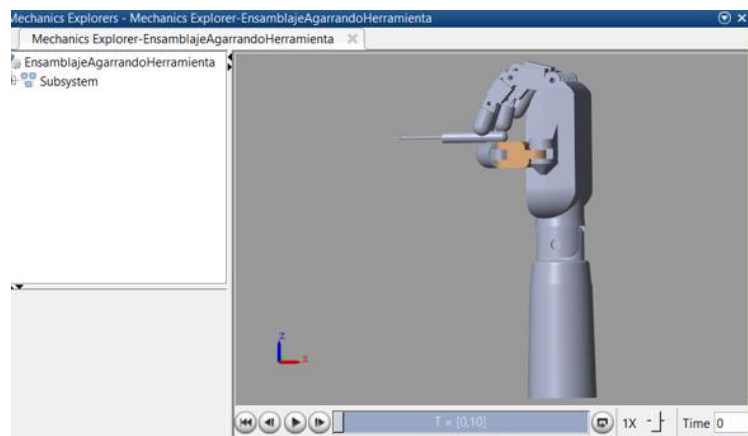 Mechanics Explorers - Mechanics Explorer-EnsamblajeAgarrandoHerramienta
Mechanics Explorer-EnsamblajeAgarrandoHerramienta
EnsamblajeAgarrandoHerramienta
Subsystem
z
x
T = [0,10]
1X
Time 0